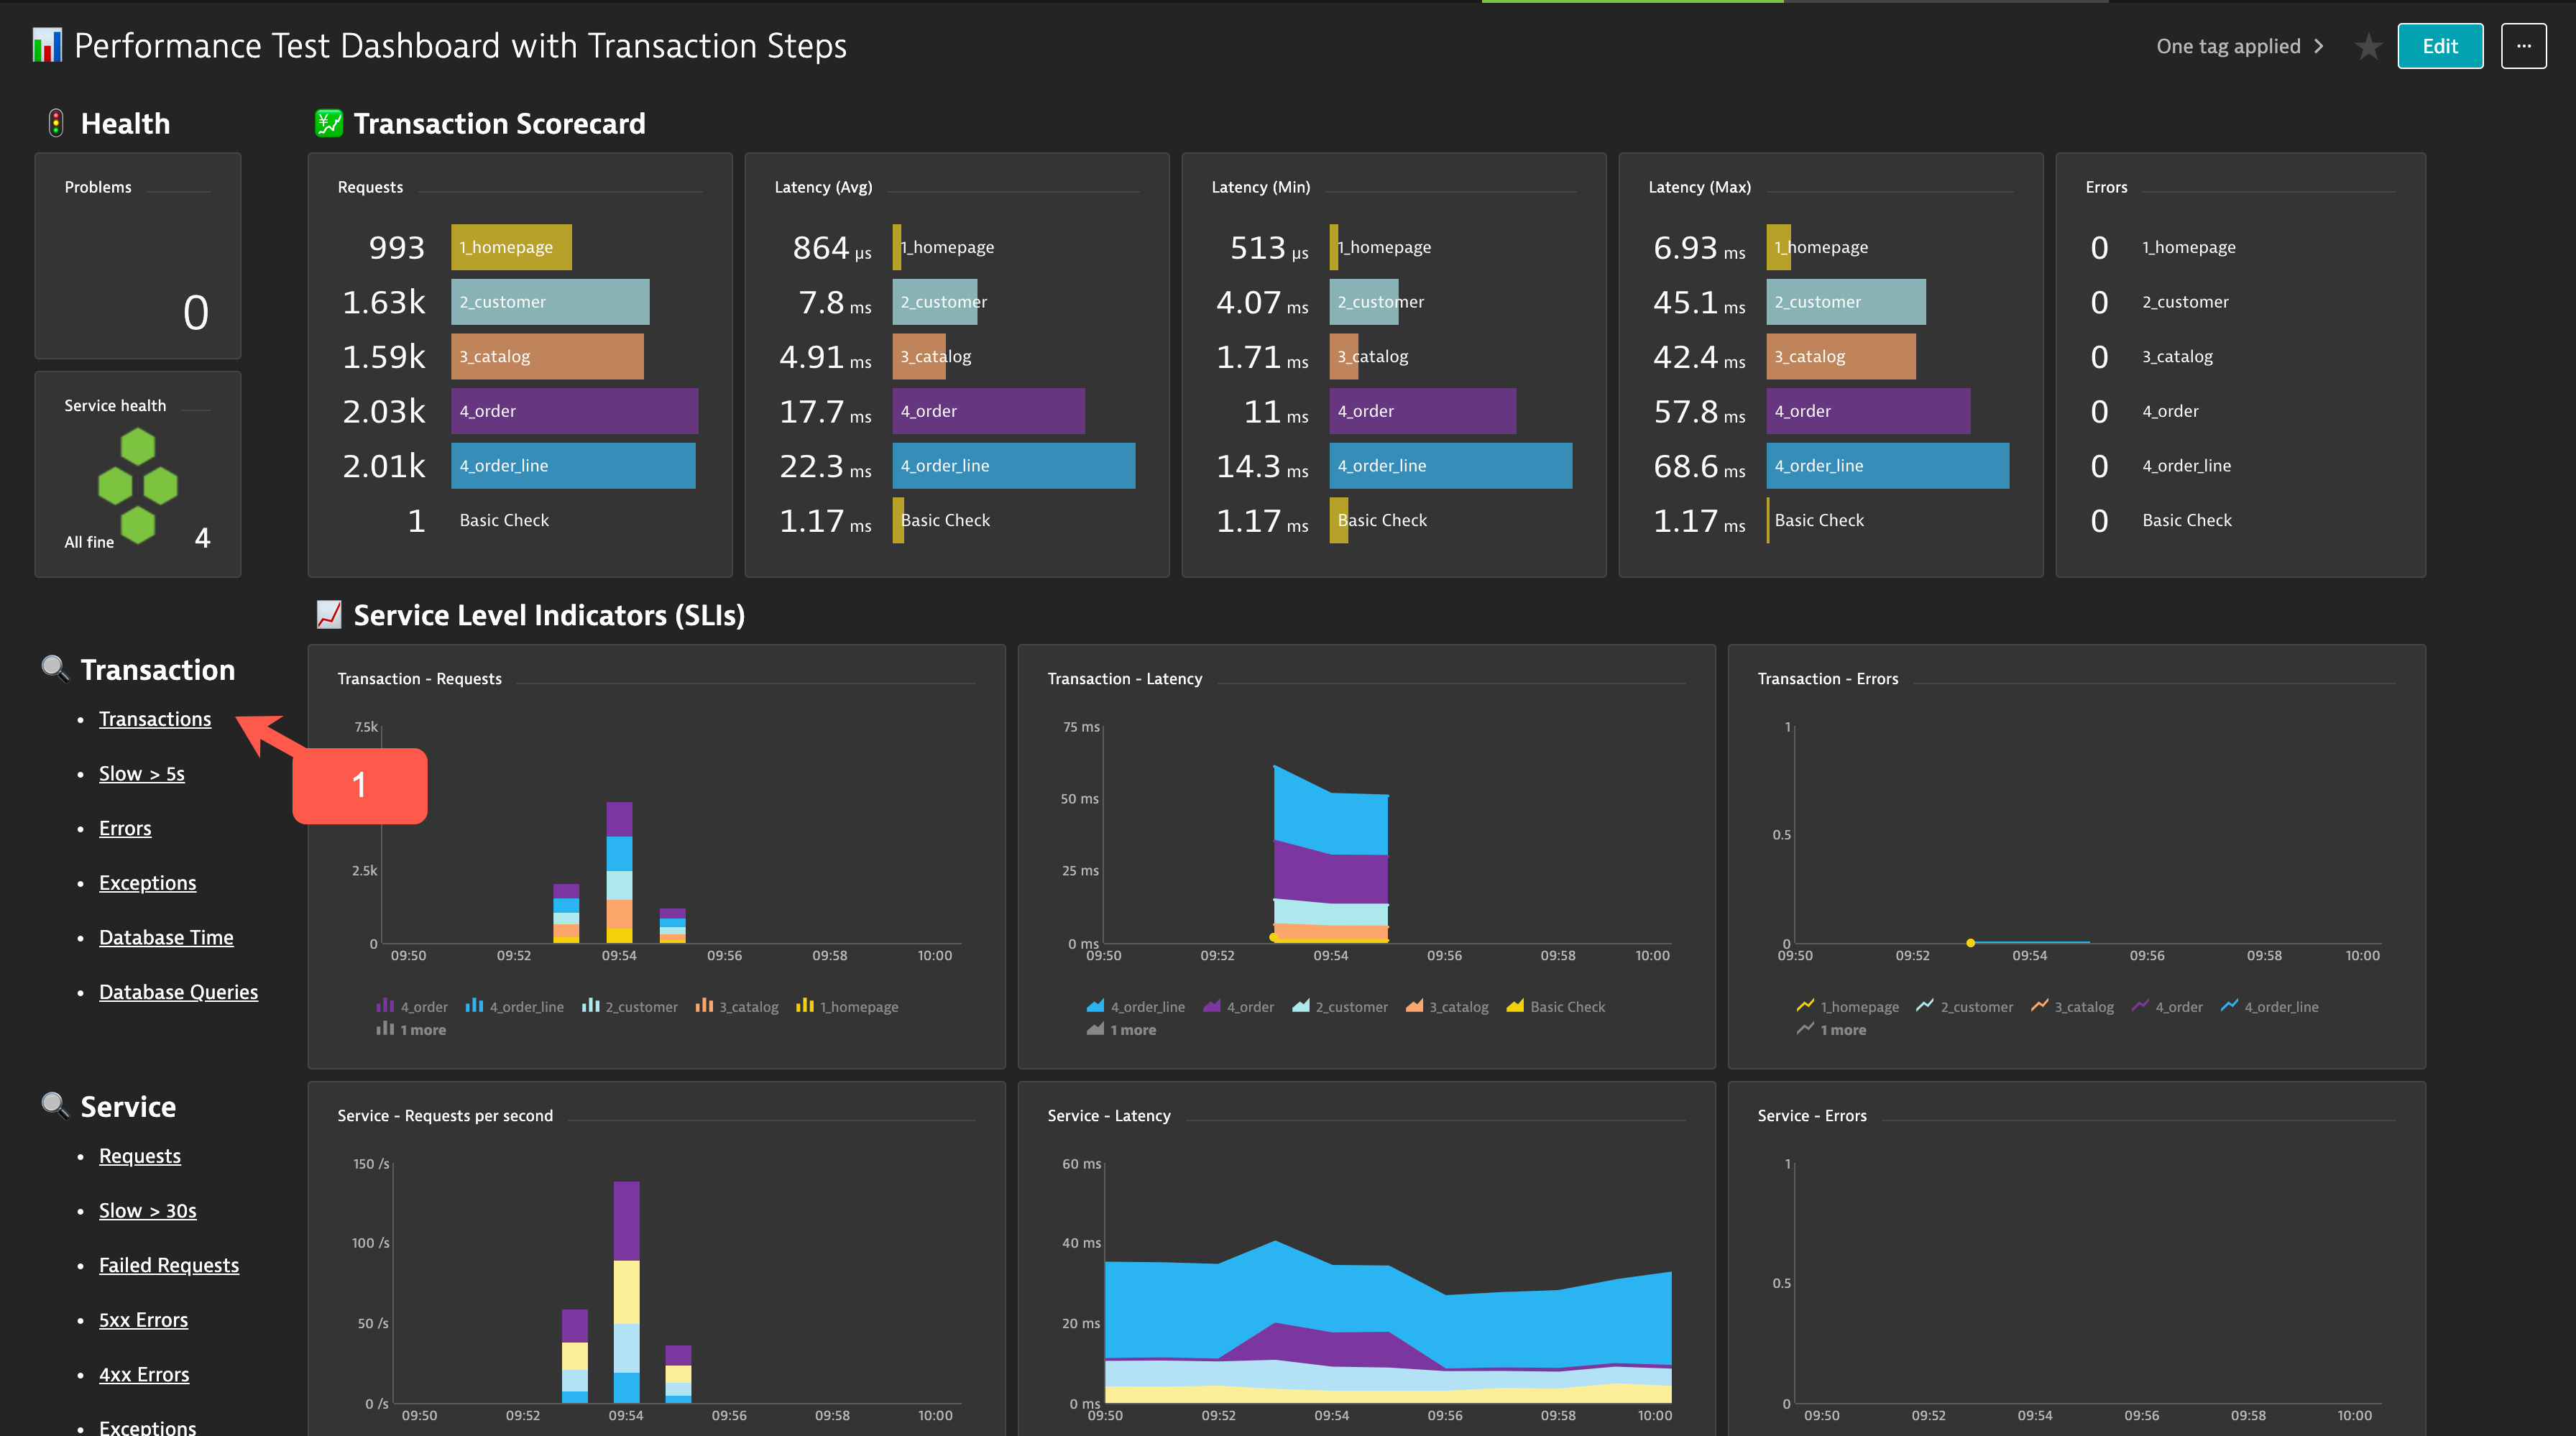 Performance Test Dashboard with Transaction Steps
One tag applied
Edit
...
Health
Problems
0
Service health
All fine
4
Transaction Scorecard
Requests
993 1_homepage
1.63k 2_customer
1.59k 3_catalog
2.03k 4_order
2.01k 4_order_line
1 Basic Check
Latency (Avg)
864 µs 1_homepage
7.8 ms 2_customer
4.91 ms 3_catalog
17.7 ms 4_order
22.3 ms 4_order_line
1.17 ms Basic Check
Latency (Min)
513 µs 1_homepage
4.07 ms 2_customer
1.71 ms 3_catalog
11 ms 4_order
14.3 ms 4_order_line
1.17 ms Basic Check
Latency (Max)
6.93 ms 1_homepage
45.1 ms 2_customer
42.4 ms 3_catalog
57.8 ms 4_order
68.6 ms 4_order_line
1.17 ms Basic Check
Errors
0 1_homepage
0 2_customer
0 3_catalog
0 4_order
0 4_order_line
0 Basic Check
Transaction
Transactions
Slow > 5s
Errors
Exceptions
Database Time
Database Queries
1
Service Level Indicators (SLIs)
Transaction - Requests
7.5k
2.5k
0
09:50 09:52 09:54 09:56 09:58 10:00
4_order 4_order_line 2_customer 3_catalog 1_homepage
1 more
Transaction - Latency
75 ms
50 ms
25 ms
0 ms
09:50 09:52 09:54 09:56 09:58 10:00
4_order_line 4_order 2_customer 3_catalog Basic Check
1 more
Transaction - Errors
1
0.5
0
09:50 09:52 09:54 09:56 09:58 10:00
1_homepage 2_customer 3_catalog 4_order 4_order_line
1 more
Service
Requests
Slow > 30s
Failed Requests
5xx Errors
4xx Errors
Exceptions
Service - Requests per second
150 /s
100 /s
50 /s
0 /s
09:50 09:52 09:54 09:56 09:58 10:00
Service - Latency
60 ms
40 ms
20 ms
0 ms
09:50 09:52 09:54 09:56 09:58 10:00
Service - Errors
1
0.5
0
09:50 09:52 09:54 09:56 09:58 10:00